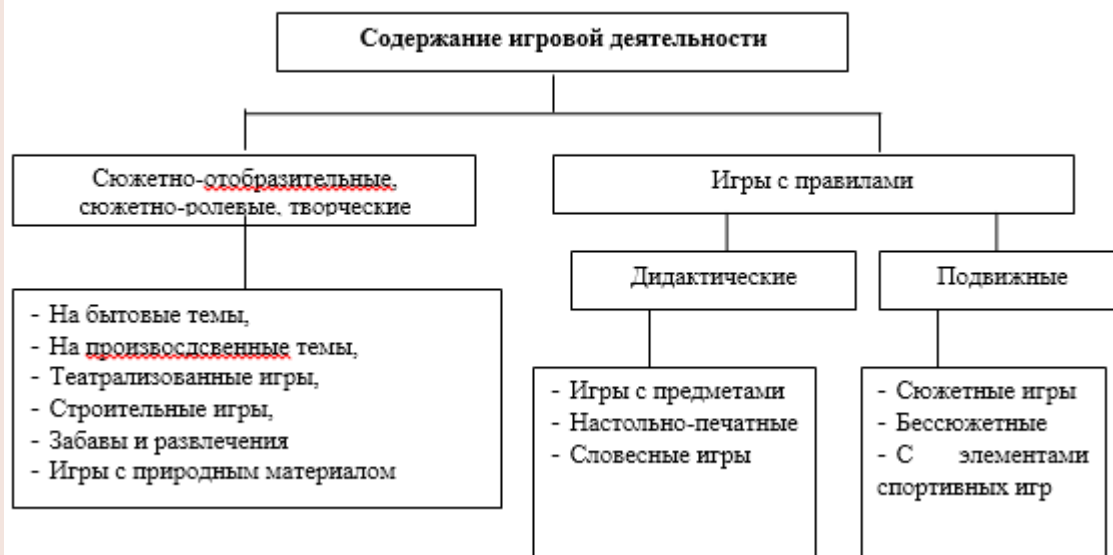 Содержание игровой деятельности
Сюжетно-отобразительные,
сюжетно-ролевые, творческие
Игры с правилами
Дидактические
Подвижные
- На бытовые темы,
- На произвосдсвенные темы,
- Театрализованные игры,
- Строительные игры,
- Забавы и развлечения
- Игры с природным материалом
- Игры с предметами
- Настольно-печатные
- Словесные игры
- Сюжетные игры
- Бессюжетные
- С элементами
спортивных игр